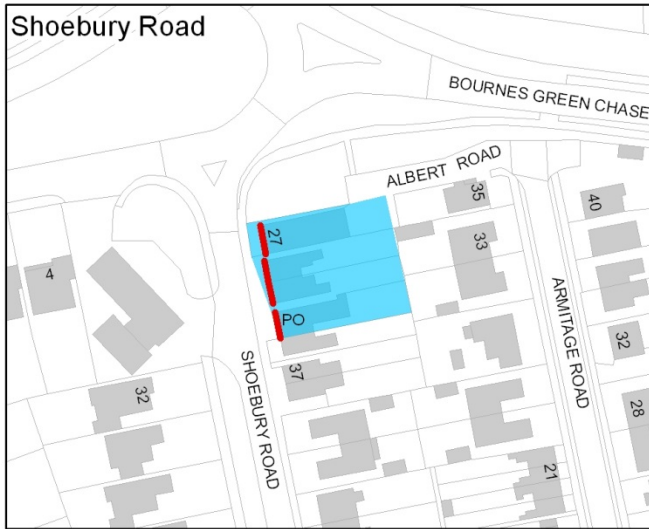 Shoebury Road
BOURNES GREEN CHASE
ALBERT ROAD
35
40
27
33
4
PO
ARMITAGE ROAD
SHOEBURY ROAD
32
37
32
28
21